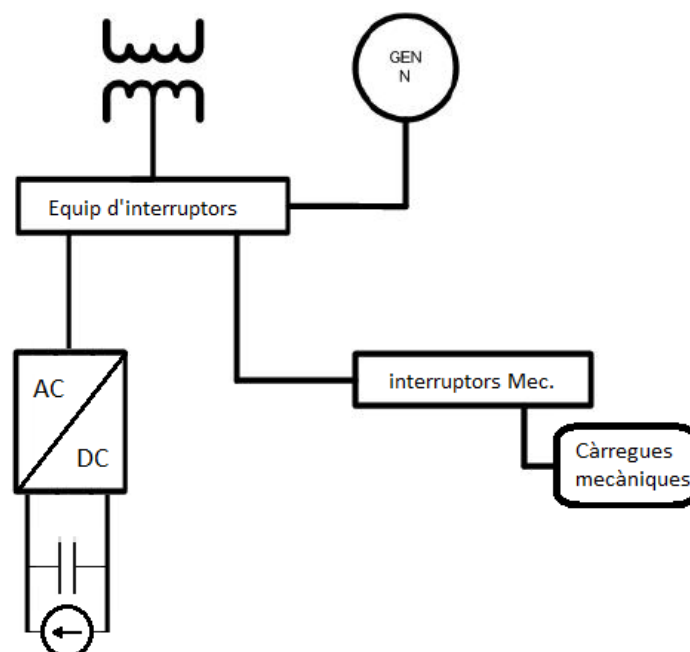 GEN
N
Equip d'interruptors
AC
DC
interruptors Mec.
Càrregues
mecàniques